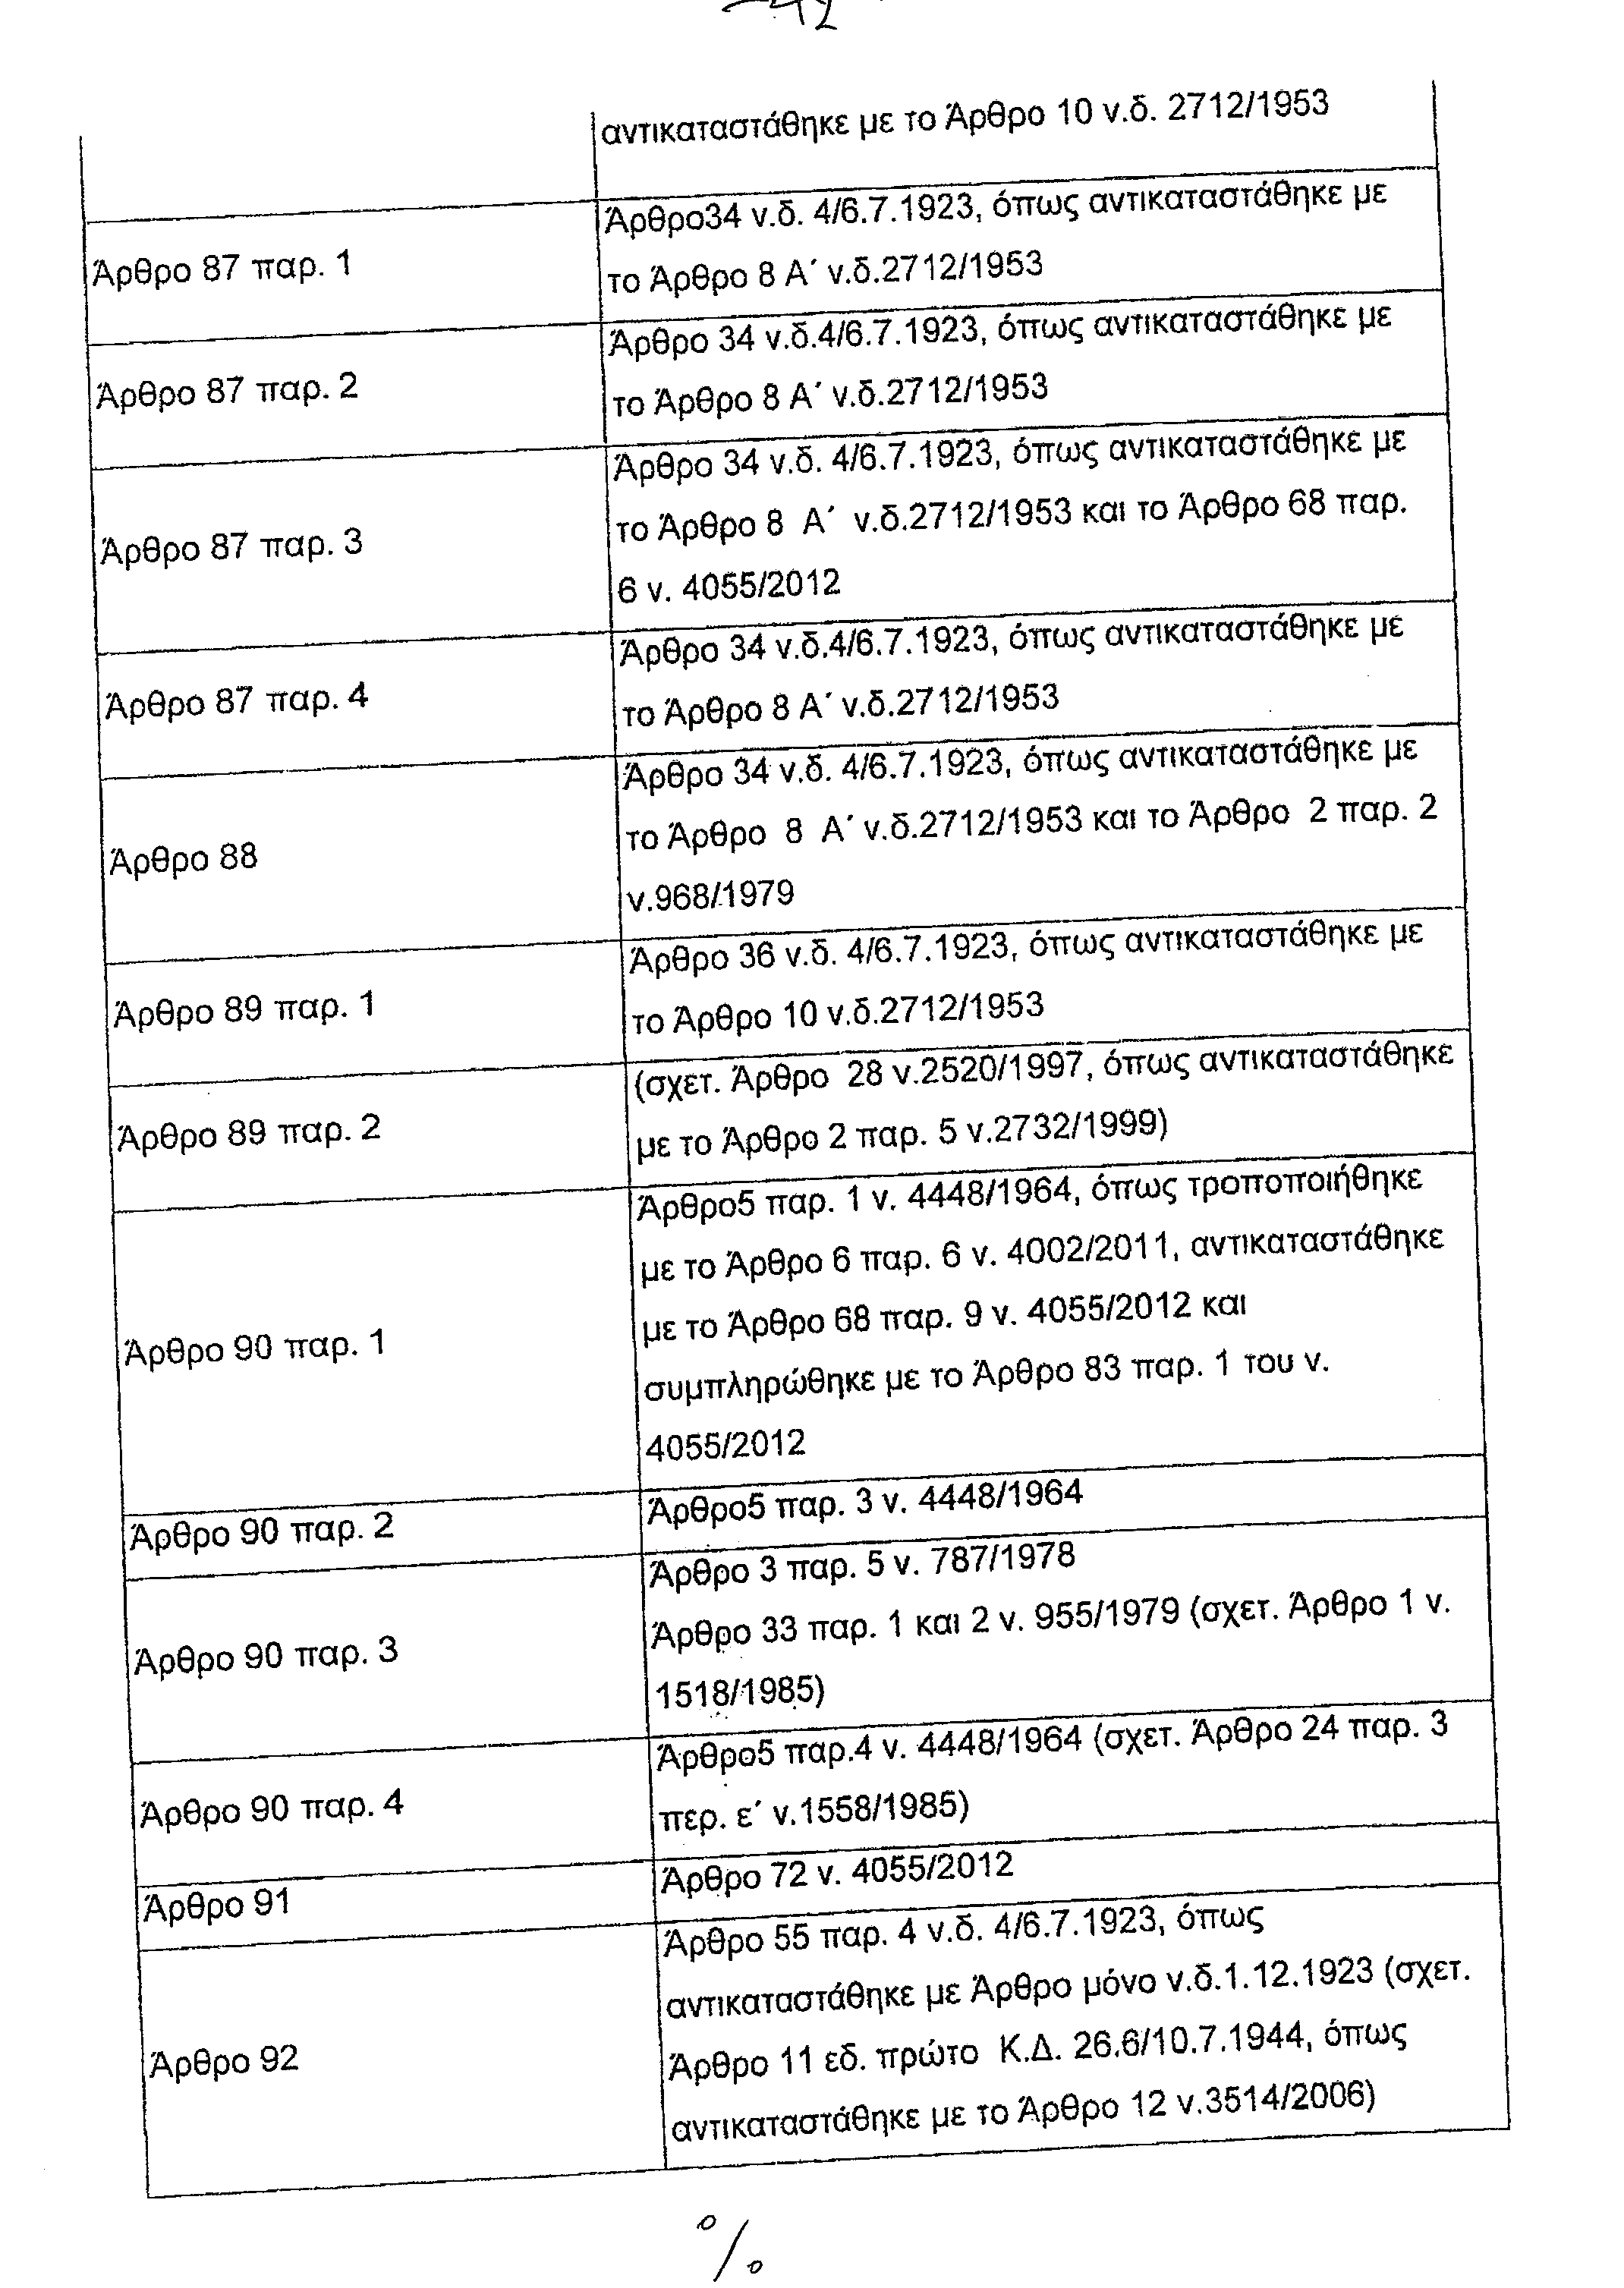 αντικαταστάθηκε με το Άρθρο 10 ν.δ. 2712/1953
Άρθρο 87 παρ. 1
Άρθρο34 ν.δ. 4/6.7.1923, όπως αντικαταστάθηκε με
το Άρθρο 8 Α΄ ν.δ.2712/1953
Άρθρο 87 παρ. 2
Άρθρο 34 ν.δ.4/6.7.1923, όπως αντικαταστάθηκε με
το Άρθρο 8 Α΄ ν.δ.2712/1953
Άρθρο 87 παρ. 3
Άρθρο 34 ν.δ. 4/6.7.1923, όπως αντικαταστάθηκε με
το Άρθρο 8 Α΄ ν.δ.2712/1953 και το Άρθρο 68 παρ.
6 ν. 4055/2012
Άρθρο 87 παρ. 4
Άρθρο 34 ν.δ.4/6.7.1923, όπως αντικαταστάθηκε με
το Άρθρο 8 Α΄ ν.δ.2712/1953
Άρθρο 88
Άρθρο 34 ν.δ. 4/6.7.1923, όπως αντικαταστάθηκε με
το Άρθρο 8 Α΄ ν.δ.2712/1953 και το Άρθρο 2 παρ. 2
ν.968/1979
Άρθρο 89 παρ. 1
Άρθρο 36 ν.δ. 4/6.7.1923, όπως αντικαταστάθηκε με
το Άρθρο 10 ν.δ.2712/1953
Άρθρο 89 παρ. 2
(σχετ. Άρθρο 28 ν.2520/1997, όπως αντικαταστάθηκε
με το Άρθρο 2 παρ. 5 ν.2732/1999)
Άρθρο 90 παρ. 1
Άρθρο5 παρ. 1 ν. 4448/1964, όπως τροποποιήθηκε
με το Άρθρο 6 παρ. 6 ν. 4002/2011, αντικαταστάθηκε
με το Άρθρο 68 παρ. 9 ν. 4055/2012 και
συμπληρώθηκε με το Άρθρο 83 παρ. 1 του ν.
4055/2012
Άρθρο 90 παρ. 2
Άρθρο5 παρ. 3 ν. 4448/1964
Άρθρο 90 παρ. 3
Άρθρο 3 παρ. 5 ν. 787/1978
Άρθρο 33 παρ. 1 και 2 ν. 955/1979 (σχετ. Άρθρο 1 ν.
1518/1985)
Άρθρο 90 παρ. 4
Άρθρο5 παρ.4 ν. 4448/1964 (σχετ. Άρθρο 24 παρ. 3
περ. ε΄ ν.1558/1985)
Άρθρο 91
Άρθρο 72 ν. 4055/2012
Άρθρο 92
Άρθρο 55 παρ. 4 ν.δ. 4/6.7.1923, όπως
αντικαταστάθηκε με Άρθρο μόνο ν.δ.1.12.1923 (σχετ.
Άρθρο 11 εδ. πρώτο Κ.Δ. 26.6/10.7.1944, όπως
αντικαταστάθηκε με το Άρθρο 12 ν.3514/2006)
%